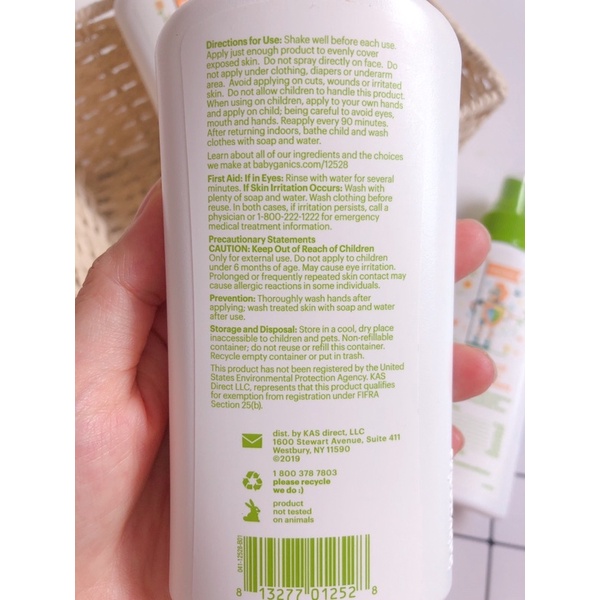 Directions for Use: Shake well before each use.
Apply just enough product to evenly cover
exposed skin. Do not spray directly on face. Do
not apply under clothing, diapers or underarm
area. Avoid applying on cuts, wounds or irritated
skin. Do not allow children to handle this product.
When using on children, apply to your own hands
and apply on child; being careful to avoid eyes,
mouth and hands. Reapply every 90 minutes.
After returning indoors, bathe child and wash
clothes with soap and water.
Learn about all of our ingredients and the choices
we make at babyganics.com/12528
First Aid: If in Eyes: Rinse with water for several
minutes. If Skin Irritation Occurs: Wash with
plenty of soap and water. Wash clothing before
reuse. In both cases, if irritation persists, call a
physician or 1-800-222-1222 for emergency
medical treatment information.
Precautionary Statements
CAUTION: Keep Out of Reach of Children
Only for external use. Do not apply to children
under 6 months of age. May cause eye irritation.
Prolonged or frequently repeated skin contact may
cause allergic reactions in some individuals.
Prevention: Thoroughly wash hands after
applying; wash treated skin with soap and water
after use.
Storage and Disposal: Store in a cool, dry place
inaccessible to children and pets. Non-refillable
container; do not reuse or refill this container.
Recycle empty container or put in trash.
This product has not been registered by the United
States Environmental Protection Agency. KAS
Direct LLC, represents that this product qualifies
for exemption from registration under FIFRA
Section 25(b).
dist. by KAS direct, LLC
1600 Stewart Avenue, Suite 411
Westbury, NY 11590
©2019
1 800 378 7803
please recycle
we do :)
product
not tested
on animals
8 13277 01252 8